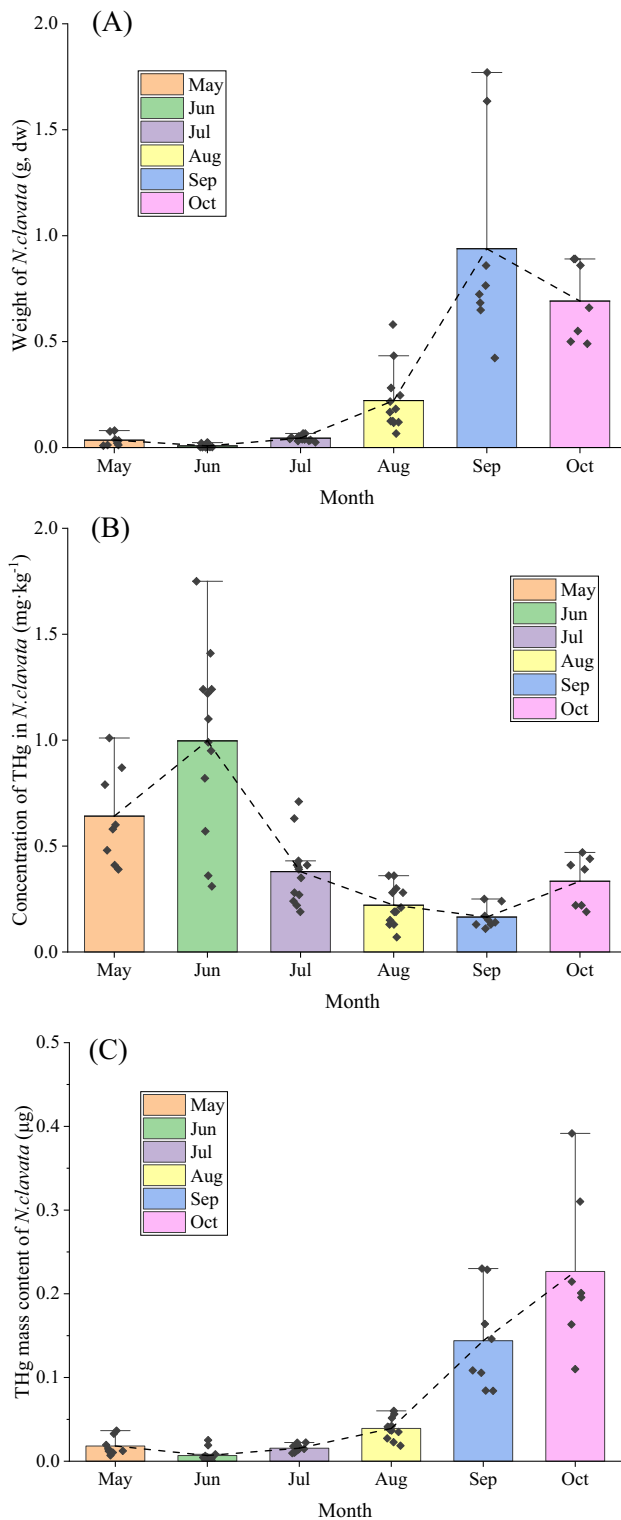 (A)
Weight of N.clavata (g, dw)
2.0
1.5
1.0
0.5
0.0
May
Jun
Jul
Aug
Sep
Oct
May
Jun
Jul
Aug
Sep
Oct
Month
(B)
Concentration of THg in N.clavata (mg·kg⁻¹)
2.0
1.5
1.0
0.5
0.0
May
Jun
Jul
Aug
Sep
Oct
May
Jun
Jul
Aug
Sep
Oct
Month
(C)
THg mass content of N.clavata (μg)
0.5
0.4
0.3
0.2
0.1
0.0
May
Jun
Jul
Aug
Sep
Oct
May
Jun
Jul
Aug
Sep
Oct
Month